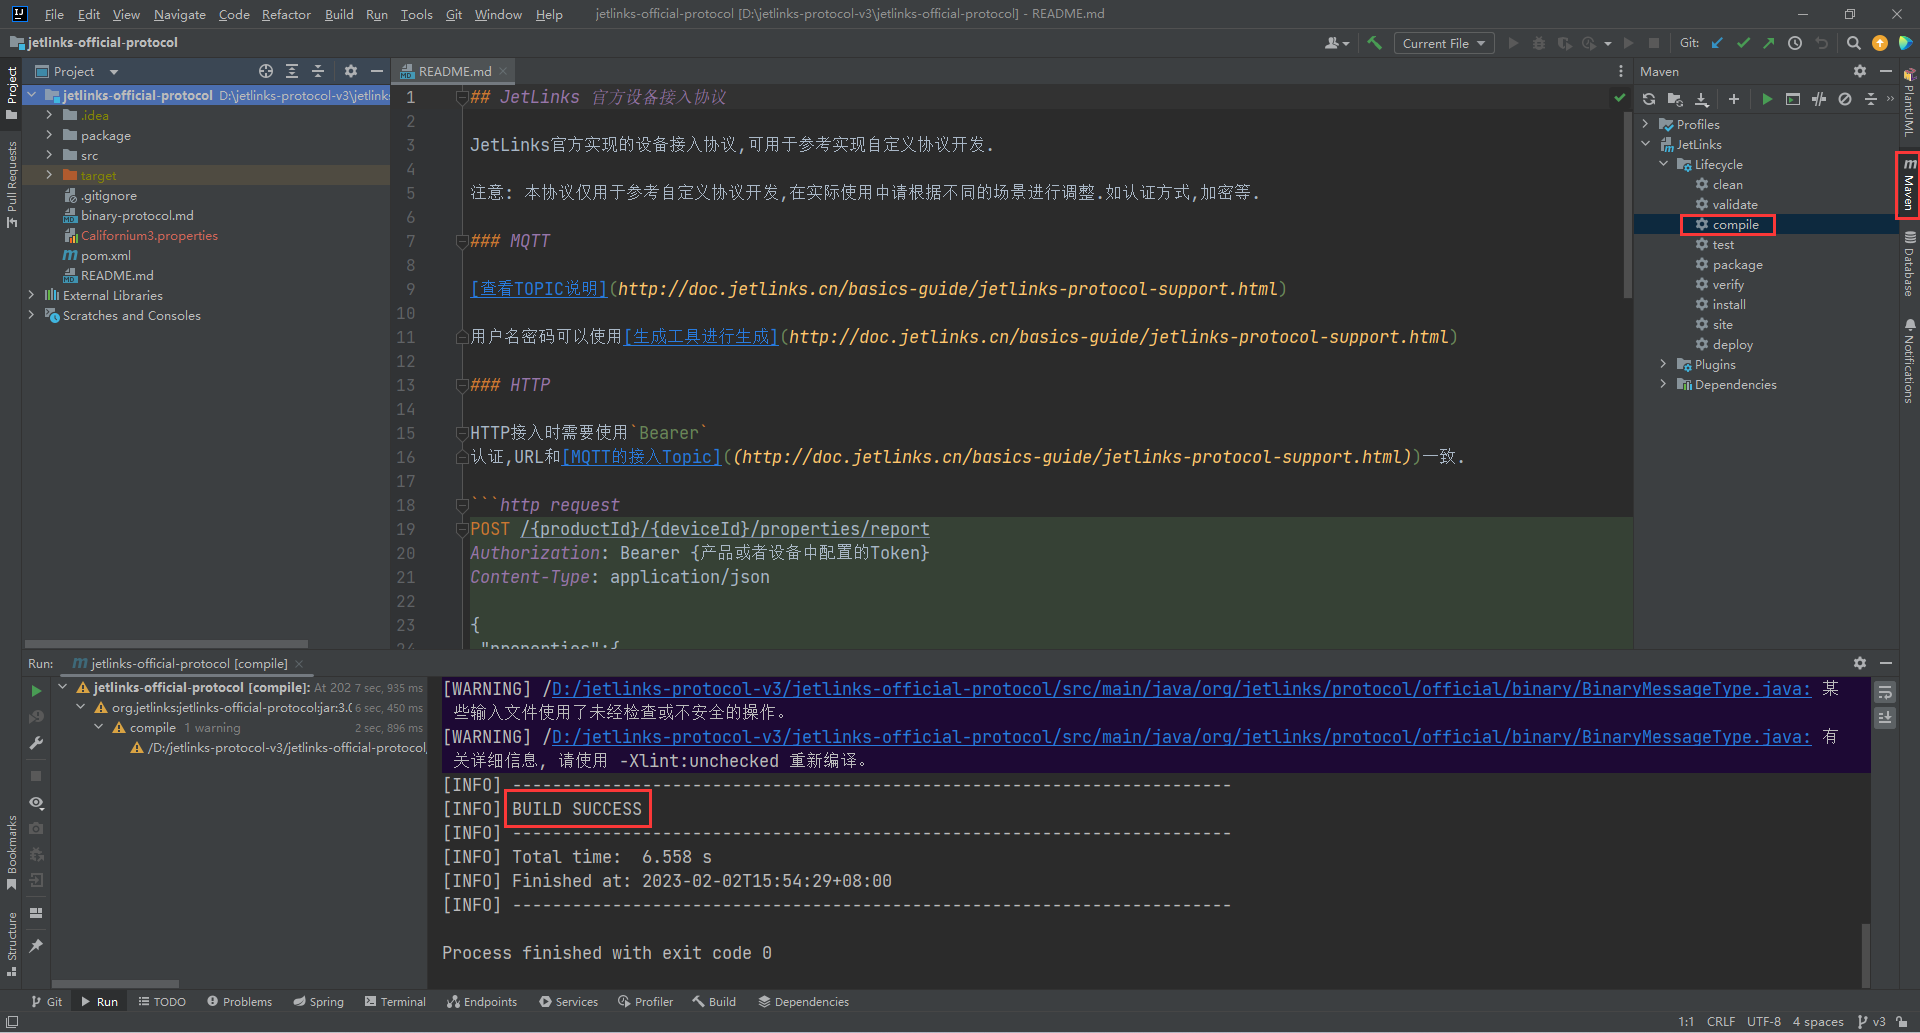 File Edit View Navigate Code Refactor Build Run Tools Git Window Help jetlinks-official-protocol [D:\jetlinks-protocol-v3\jetlinks-official-protocol] - README.md
jetlinks-official-protocol
Current File
Git:
Project
jetlinks-official-protocol D:\jetlinks-protocol-v3\jetlinks
.idea
package
src
target
.gitignore
binary-protocol.md
Californium3.properties
pom.xml
README.md
External Libraries
Scratches and Consoles
Project
Pull Requests
Bookmarks
Structure
README.md
1 ## JetLinks 官方设备接入协议
2
3 JetLinks官方实现的设备接入协议,可用于参考实现自定义协议开发.
4
5 注意: 本协议仅用于参考自定义协议开发,在实际使用中请根据不同的场景进行调整.如认证方式,加密等.
6
7 ### MQTT
8
9 [查看TOPIC说明](http://doc.jetlinks.cn/basics-guide/jetlinks-protocol-support.html)
10
11 用户名密码可以使用[生成工具进行生成](http://doc.jetlinks.cn/basics-guide/jetlinks-protocol-support.html)
12
13 ### HTTP
14
15 HTTP接入时需要使用`Bearer`
16 认证,URL和[MQTT的接入Topic]((http://doc.jetlinks.cn/basics-guide/jetlinks-protocol-support.html))一致.
17
18 ```http request
19 POST /{productId}/{deviceId}/properties/report
20 Authorization: Bearer {产品或者设备中配置的Token}
21 Content-Type: application/json
22
23 {
24 "properties":{
Maven
Profiles
JetLinks
Lifecycle
clean
validate
compile
test
package
verify
install
site
deploy
Plugins
Dependencies
PlantUML
Maven
Database
Notifications
Run: jetlinks-official-protocol [compile]
jetlinks-official-protocol [compile]: At 202 7 sec, 935 ms
org.jetlinks:jetlinks-official-protocol:jar:3.0 6 sec, 450 ms
compile 1 warning 2 sec, 896 ms
/D:/jetlinks-protocol-v3/jetlinks-official-protocol
[WARNING] /D:/jetlinks-protocol-v3/jetlinks-official-protocol/src/main/java/org/jetlinks/protocol/official/binary/BinaryMessageType.java: 某
些输入文件使用了未经检查或不安全的操作。
[WARNING] /D:/jetlinks-protocol-v3/jetlinks-official-protocol/src/main/java/org/jetlinks/protocol/official/binary/BinaryMessageType.java: 有
关详细信息, 请使用 -Xlint:unchecked 重新编译。
[INFO] ------------------------------------------------------------------------
[INFO] BUILD SUCCESS
[INFO] ------------------------------------------------------------------------
[INFO] Total time:  6.558 s
[INFO] Finished at: 2023-02-02T15:54:29+08:00
[INFO] ------------------------------------------------------------------------
Process finished with exit code 0
Git Run TODO Problems Spring Terminal Endpoints Services Profiler Build Dependencies
1:1 CRLF UTF-8 4 spaces v3